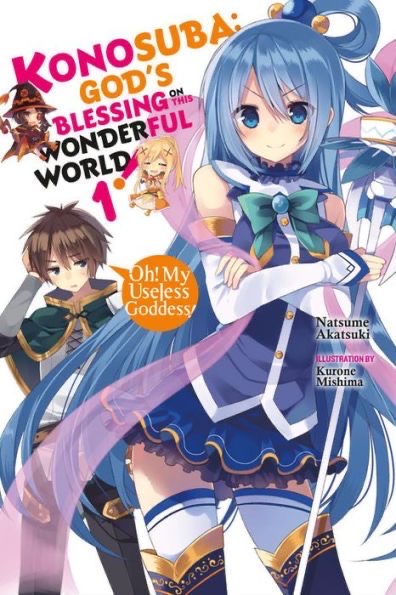 KONOSUBA:
GOD'S
BLESSING ON THIS
WONDERFUL
WORLD!
1
Oh! My
Useless
Goddess!
Natsume
Akatsuki
ILLUSTRATION BY
Kurone
Mishima